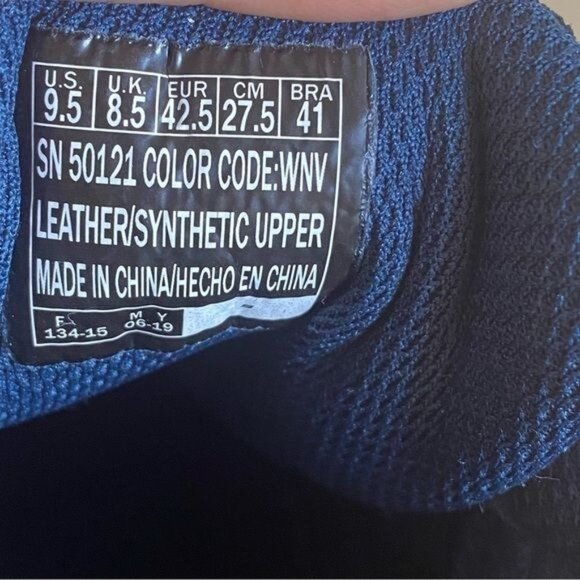 U.S. U.K. EUR CM BRA
9.5 8.5 42.5 27.5 41
SN 50121 COLOR CODE:WNV
LEATHER/SYNTHETIC UPPER
MADE IN CHINA/HECHO EN CHINA
M Y
134-15 06-19